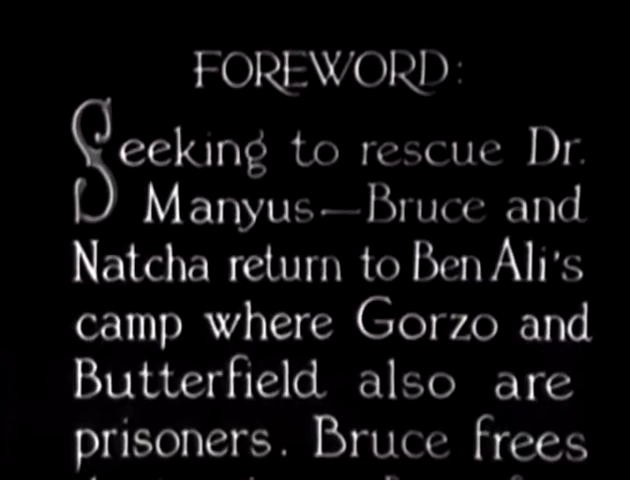 FOREWORD:
Seeking to rescue Dr.
Manyus—Bruce and
Natcha return to Ben Ali's
camp where Gorzo and
Butterfield also are
prisoners. Bruce frees